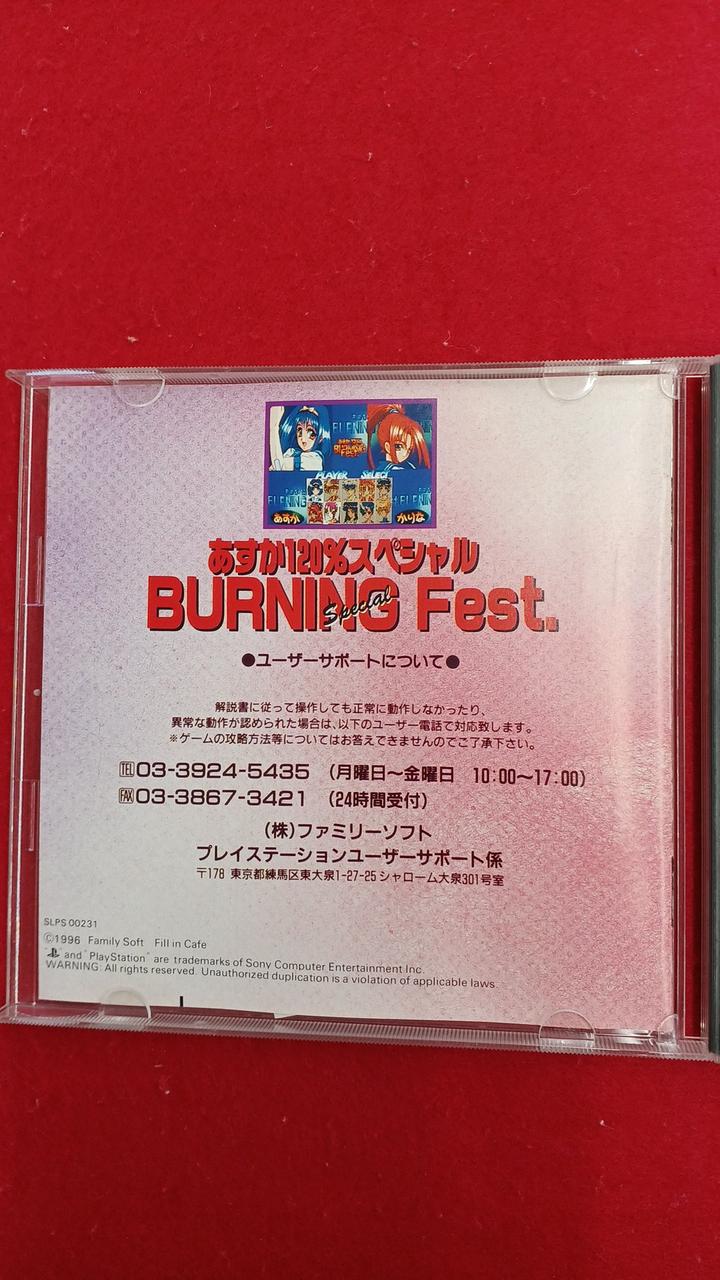 PLAYER SELECT
あすか
かりな
あすか120%スペシャル
BURNING Fest.
Special
●ユーザーサポートについて●
解説書に従って操作しても正常に動作しなかったり、
異常な動作が認められた場合は、以下のユーザー電話で対応致します。
※ゲームの攻略方法等についてはお答えできませんのでご了承下さい。
TEL03-3924-5435 (月曜日〜金曜日 10:00〜17:00)
FAX03-3867-3421 (24時間受付)
(株)ファミリーソフト
プレイステーションユーザーサポート係
〒178 東京都練馬区東大泉1-27-25 シャローム大泉301号室
SLPS 00231
©1996 Family Soft Fill in Cafe
"PS" and "PlayStation" are trademarks of Sony Computer Entertainment Inc.
WARNING: All rights reserved. Unauthorized duplication is a violation of applicable laws.